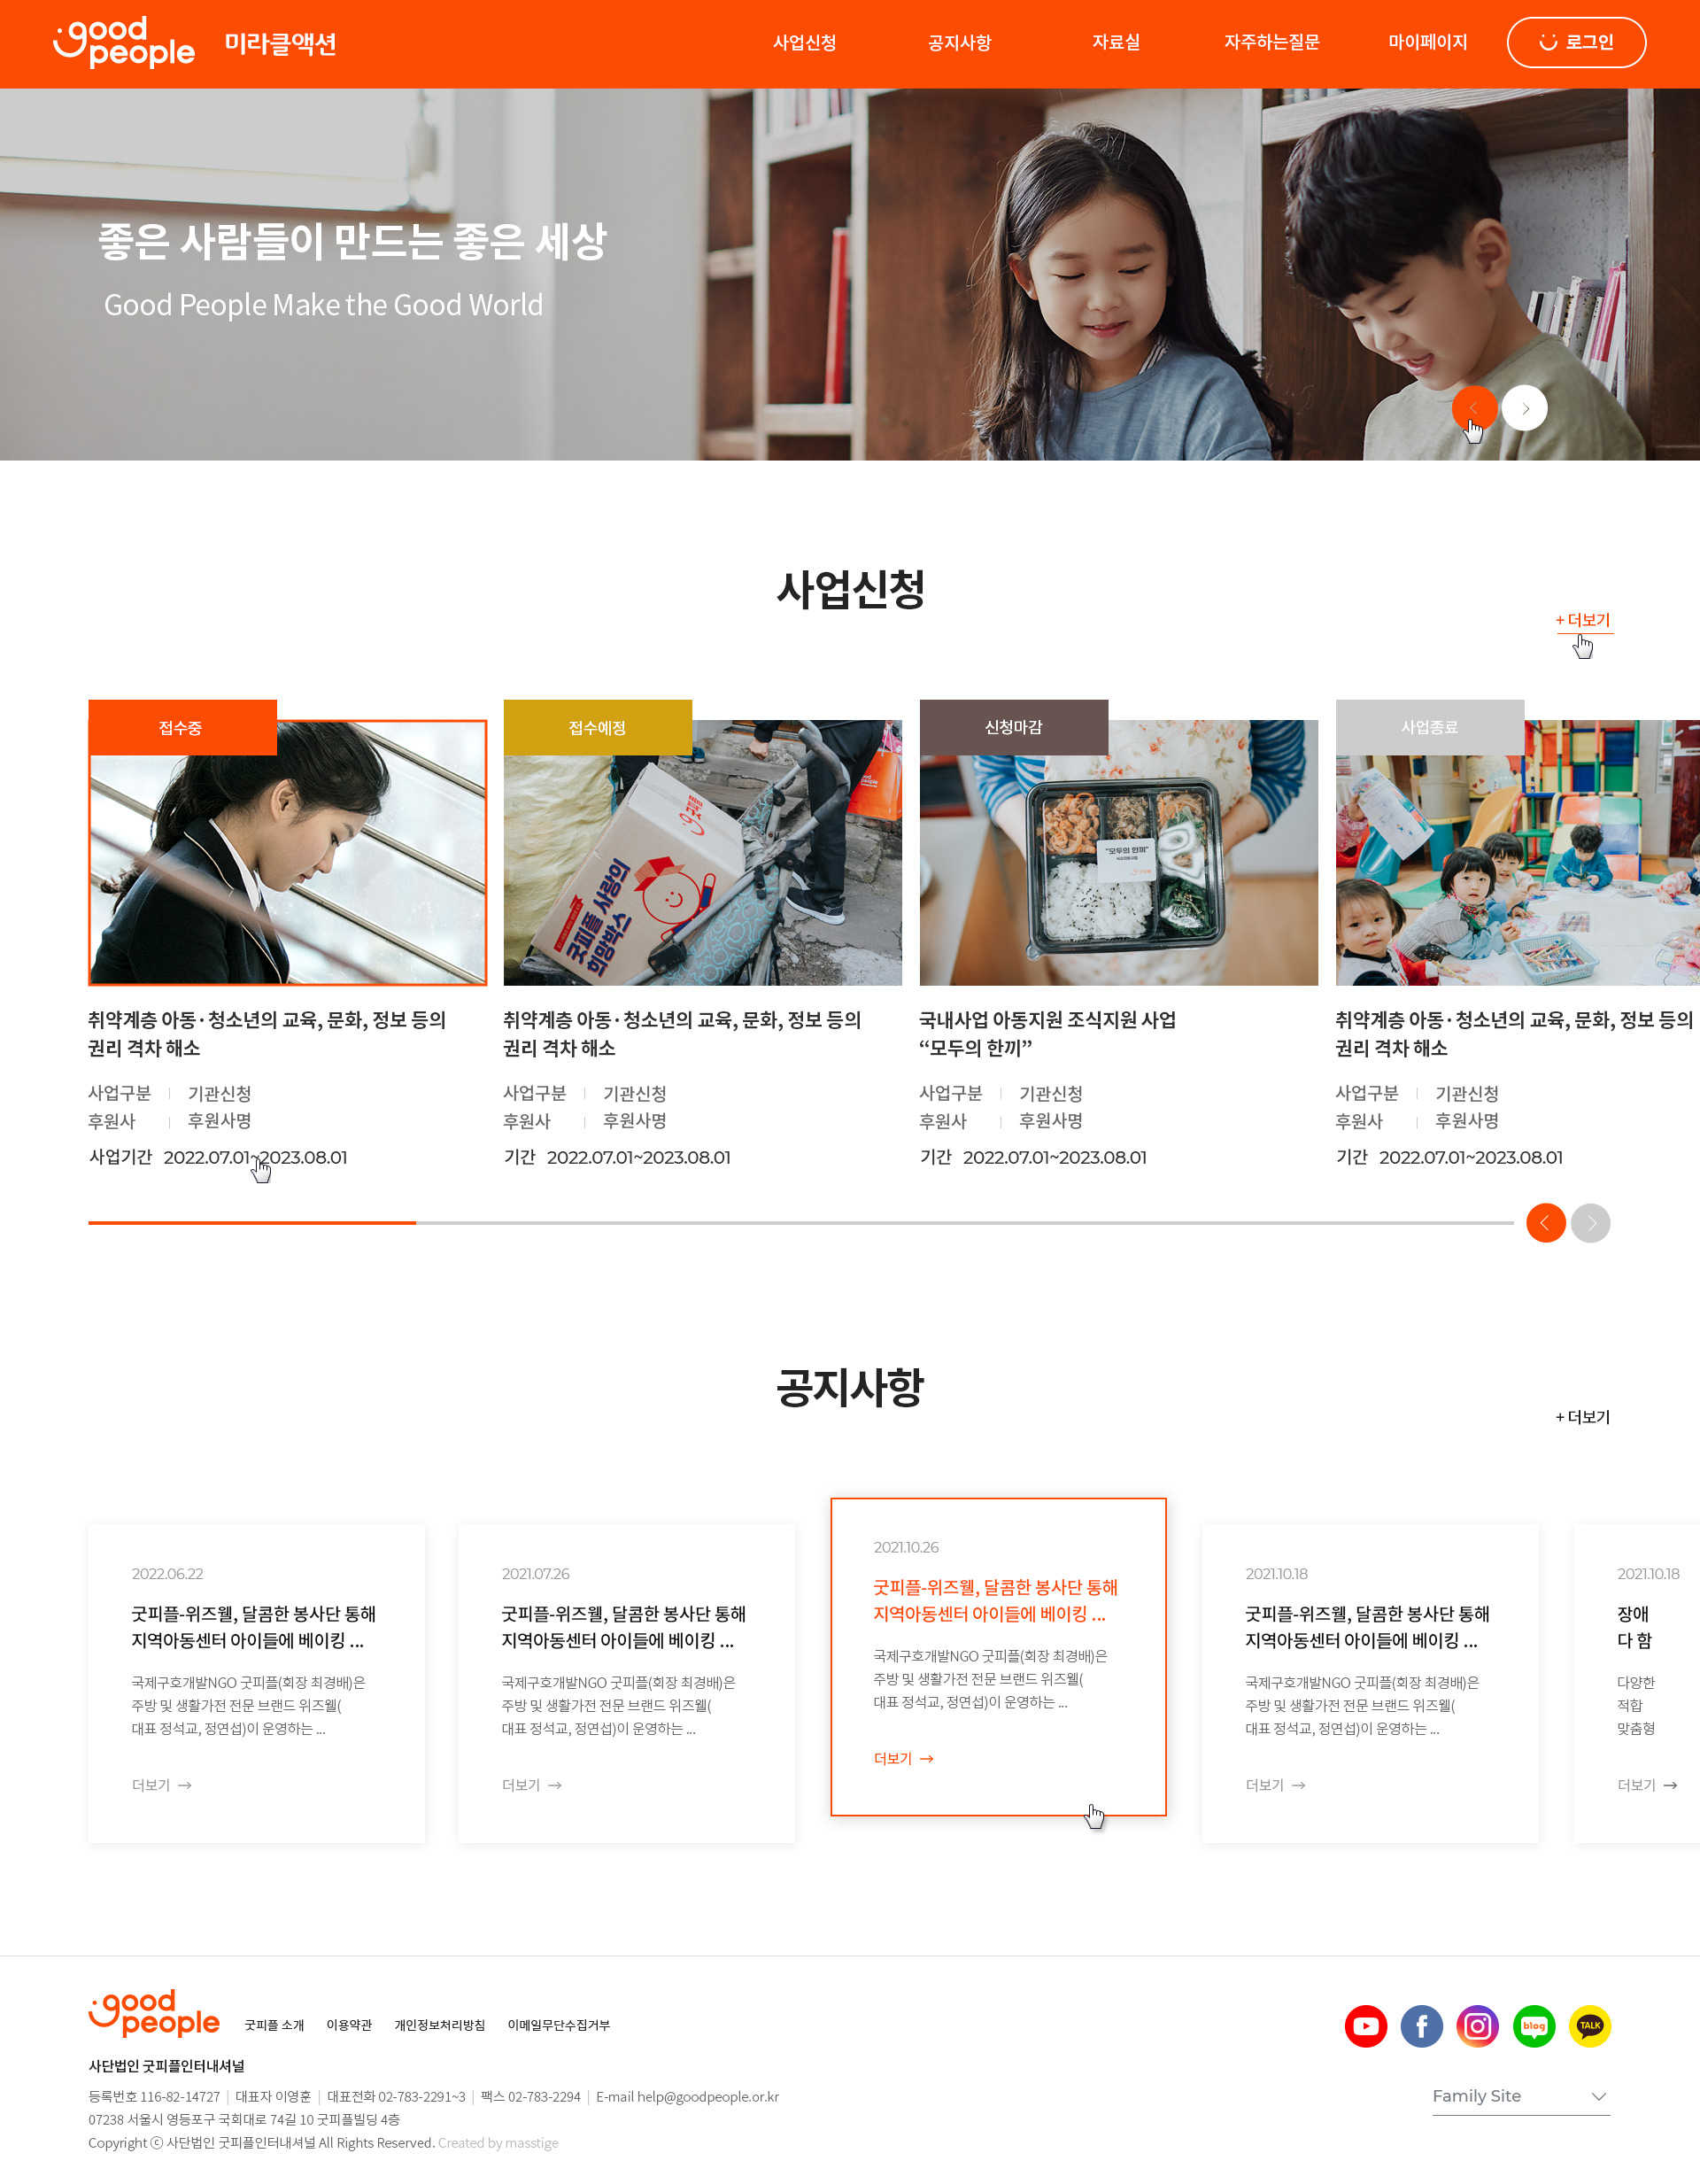 good people 미라클액션 사업신청 공지사항 자료실 자주하는질문 마이페이지 로그인
좋은 사람들이 만드는 좋은 세상
Good People Make the Good World
사업신청
+ 더보기
접수중
접수예정
신청마감
사업종료
굿피플 사랑의
희망박스
"모두의 한끼"
취약계층 아동·청소년의 교육, 문화, 정보 등의
권리 격차 해소
사업구분 | 기관신청
후원사 | 후원사명
사업기간 2022.07.01~2023.08.01
취약계층 아동·청소년의 교육, 문화, 정보 등의
권리 격차 해소
사업구분 | 기관신청
후원사 | 후원사명
기간 2022.07.01~2023.08.01
국내사업 아동지원 조식지원 사업
“모두의 한끼”
사업구분 | 기관신청
후원사 | 후원사명
기간 2022.07.01~2023.08.01
취약계층 아동·청소년의 교육, 문화, 정보 등의
권리 격차 해소
사업구분 | 기관신청
후원사 | 후원사명
기간 2022.07.01~2023.08.01
공지사항
+ 더보기
2022.06.22
굿피플-위즈웰, 달콤한 봉사단 통해
지역아동센터 아이들에 베이킹 ...
국제구호개발NGO 굿피플(회장 최경배)은
주방 및 생활가전 전문 브랜드 위즈웰(
대표 정석교, 정연섭)이 운영하는 ...
더보기 →
2021.07.26
굿피플-위즈웰, 달콤한 봉사단 통해
지역아동센터 아이들에 베이킹 ...
국제구호개발NGO 굿피플(회장 최경배)은
주방 및 생활가전 전문 브랜드 위즈웰(
대표 정석교, 정연섭)이 운영하는 ...
더보기 →
2021.10.26
굿피플-위즈웰, 달콤한 봉사단 통해
지역아동센터 아이들에 베이킹 ...
국제구호개발NGO 굿피플(회장 최경배)은
주방 및 생활가전 전문 브랜드 위즈웰(
대표 정석교, 정연섭)이 운영하는 ...
더보기 →
2021.10.18
굿피플-위즈웰, 달콤한 봉사단 통해
지역아동센터 아이들에 베이킹 ...
국제구호개발NGO 굿피플(회장 최경배)은
주방 및 생활가전 전문 브랜드 위즈웰(
대표 정석교, 정연섭)이 운영하는 ...
더보기 →
2021.10.18
장애
다 함
다양한
적합
맞춤형
더보기 →
good people 굿피플 소개 이용약관 개인정보처리방침 이메일무단수집거부
blog TALK
사단법인 굿피플인터내셔널
등록번호 116-82-14727 | 대표자 이영훈 | 대표전화 02-783-2291~3 | 팩스 02-783-2294 | E-mail help@goodpeople.or.kr
Family Site
07238 서울시 영등포구 국회대로 74길 10 굿피플빌딩 4층
Copyright ⓒ 사단법인 굿피플인터내셔널 All Rights Reserved. Created by masstige